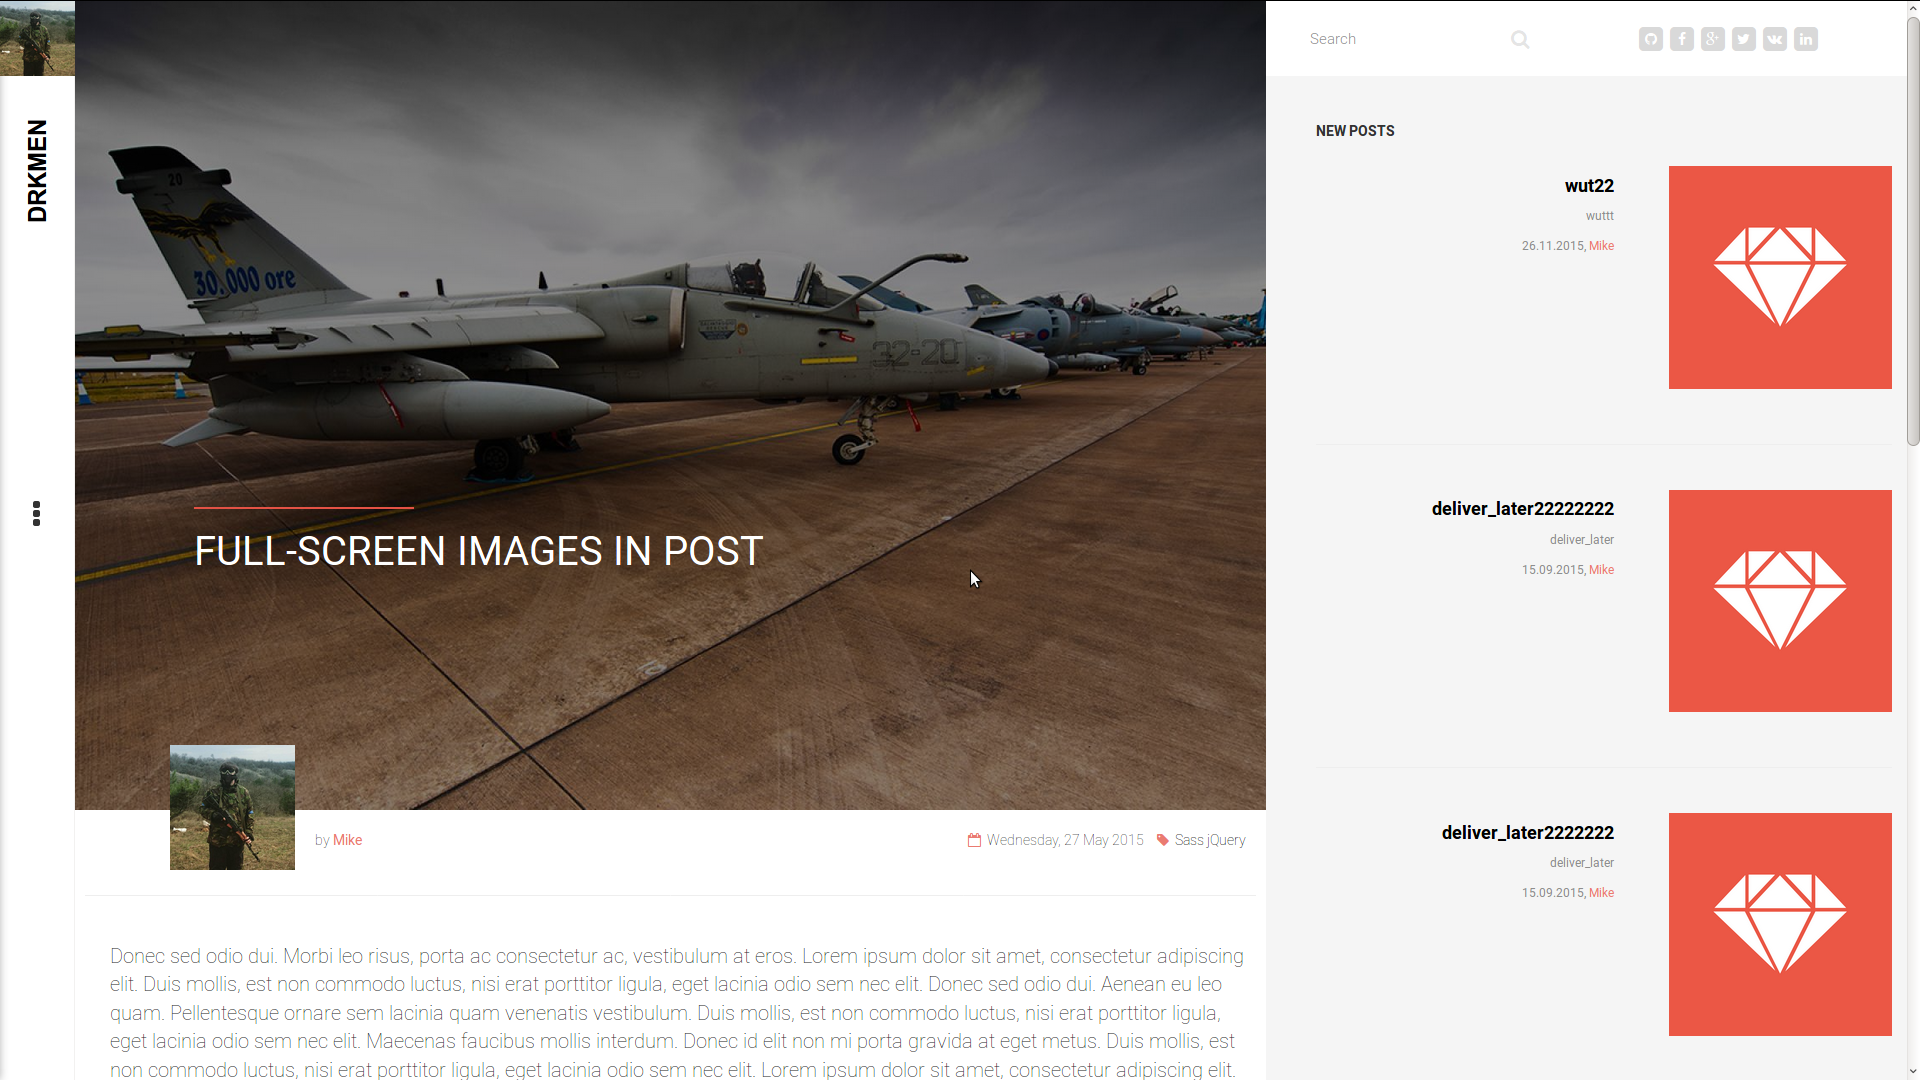 DRKMEN
20
30.000 ore
32-20
FULL-SCREEN IMAGES IN POST
by Mike
Wednesday, 27 May 2015 Sass jQuery
Donec sed odio dui. Morbi leo risus, porta ac consectetur ac, vestibulum at eros. Lorem ipsum dolor sit amet, consectetur adipiscing
elit. Duis mollis, est non commodo luctus, nisi erat porttitor ligula, eget lacinia odio sem nec elit. Donec sed odio dui. Aenean eu leo
quam. Pellentesque ornare sem lacinia quam venenatis vestibulum. Duis mollis, est non commodo luctus, nisi erat porttitor ligula,
eget lacinia odio sem nec elit. Maecenas faucibus mollis interdum. Donec id elit non mi porta gravida at eget metus. Duis mollis, est
non commodo luctus, nisi erat porttitor ligula, eget lacinia odio sem nec elit. Lorem ipsum dolor sit amet, consectetur adipiscing elit.
Search
NEW POSTS
wut22
wuttt
26.11.2015, Mike
deliver_later22222222
deliver_later
15.09.2015, Mike
deliver_later2222222
deliver_later
15.09.2015, Mike